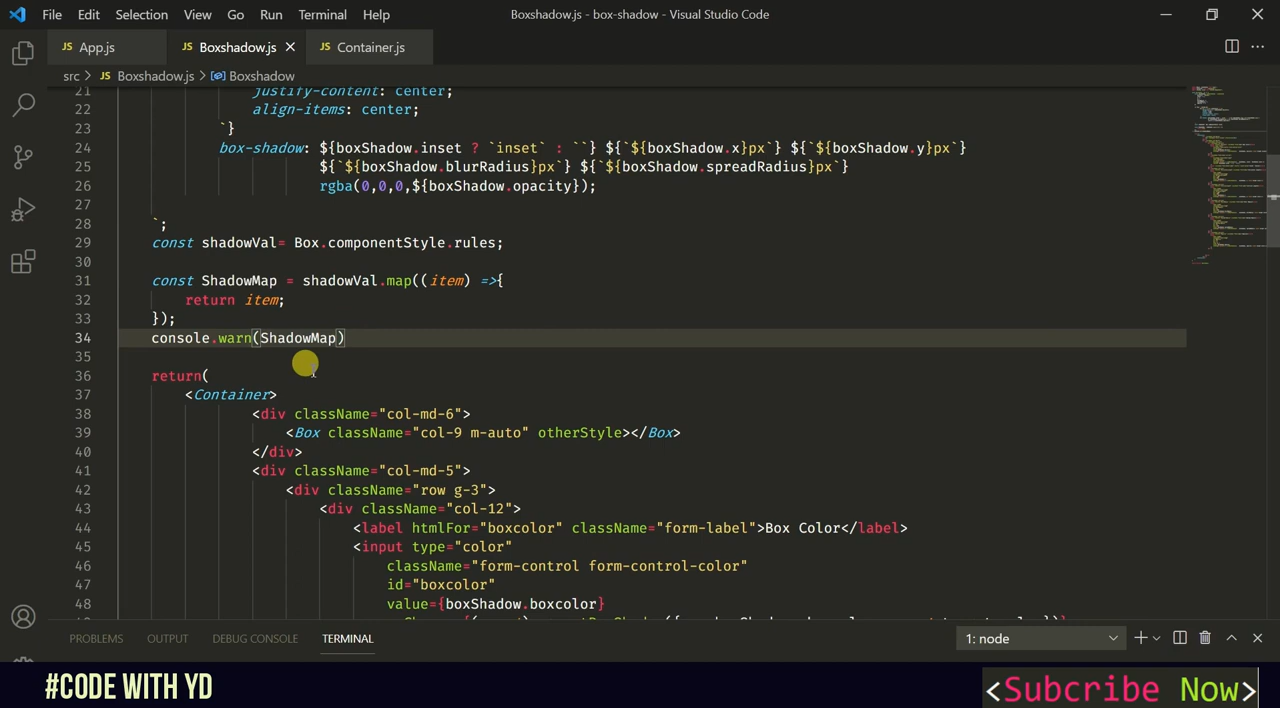 File Edit Selection View Go Run Terminal Help Boxshadow.js - box-shadow - Visual Studio Code
JS App.js JS Boxshadow.js JS Container.js
src > JS Boxshadow.js > Boxshadow
21 justify-content: center;
22 align-items: center;
23 `}
24 box-shadow: ${boxShadow.inset ? `inset` : ``} ${`${boxShadow.x}px`} ${`${boxShadow.y}px`}
25 ${`${boxShadow.blurRadius}px`} ${`${boxShadow.spreadRadius}px`}
26 rgba(0,0,0,${boxShadow.opacity});
27
28 `;
29 const shadowVal= Box.componentStyle.rules;
30
31 const ShadowMap = shadowVal.map((item) =>{
32 return item;
33 });
34 console.warn(ShadowMap)
35
36 return(
37 <Container>
38 <div className="col-md-6">
39 <Box className="col-9 m-auto" otherStyle></Box>
40 </div>
41 <div className="col-md-5">
42 <div className="row g-3">
43 <div className="col-12">
44 <label htmlFor="boxcolor" className="form-label">Box Color</label>
45 <input type="color"
46 className="form-control form-control-color"
47 id="boxcolor"
48 value={boxShadow.boxcolor}
PROBLEMS OUTPUT DEBUG CONSOLE TERMINAL 1: node
#CODE WITH YD
<Subcribe Now>